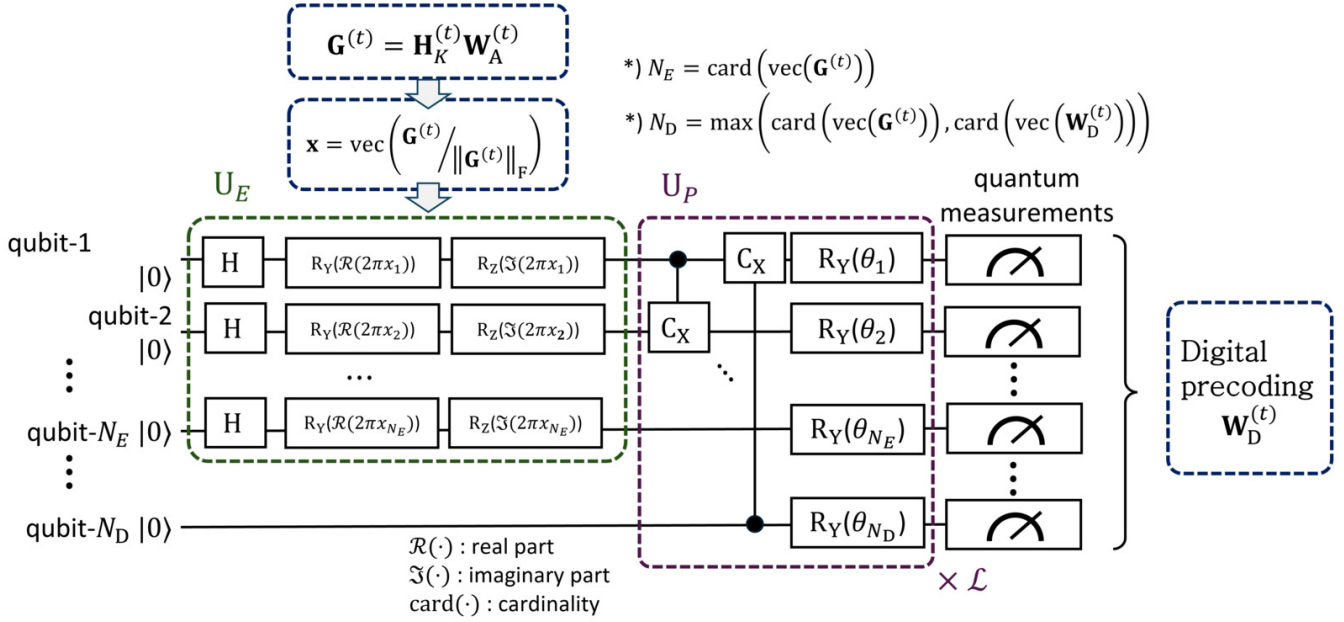 G^(t) = H_K^(t) W_A^(t)
*) N_E = card(vec(G^(t)))
*) N_D = max(card(vec(G^(t))), card(vec(W_D^(t))))
x = vec(G^(t)/‖G^(t)‖_F)
U_E
U_P
quantum
measurements
qubit-1
|0⟩ H R_Y(ℛ(2πx_1)) R_Z(ℑ(2πx_1)) C_X R_Y(θ_1)
qubit-2
|0⟩ H R_Y(ℛ(2πx_2)) R_Z(ℑ(2πx_2)) C_X R_Y(θ_2)
⋮ ⋯ ⋱ ⋮
qubit-N_E |0⟩ H R_Y(ℛ(2πx_{N_E})) R_Z(ℑ(2πx_{N_E})) R_Y(θ_{N_E})
⋮ ⋮
qubit-N_D |0⟩ R_Y(θ_{N_D})
Digital
precoding
W_D^(t)
ℛ(·) : real part
ℑ(·) : imaginary part
card(·) : cardinality
× ℒ